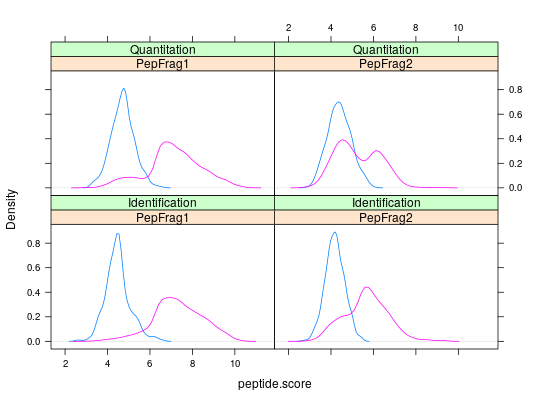 2 4 6 8 10
Quantitation Quantitation
PepFrag1 PepFrag2
0.8
0.6
0.4
0.2
0.0
Identification Identification
PepFrag1 PepFrag2
0.8
0.6
0.4
0.2
0.0
2 4 6 8 10
Density
peptide.score